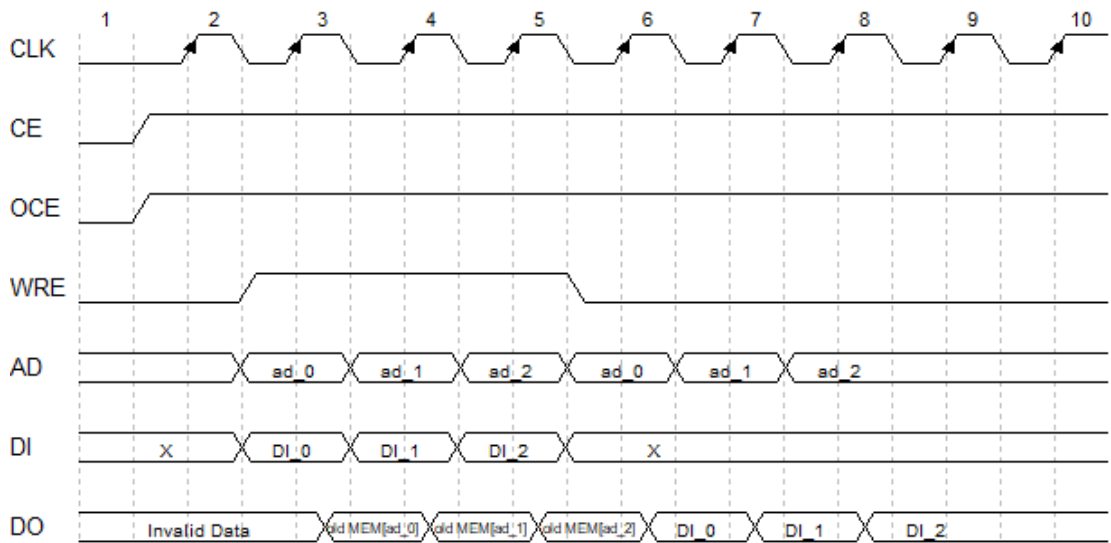 1 2 3 4 5 6 7 8 9 10
CLK
CE
OCE
WRE
AD ad_0 ad_1 ad_2 ad_0 ad_1 ad_2
DI X DI_0 DI_1 DI_2 X
DO Invalid Data old MEM[ad_0] old MEM[ad_1] old MEM[ad_2] DI_0 DI_1 DI_2